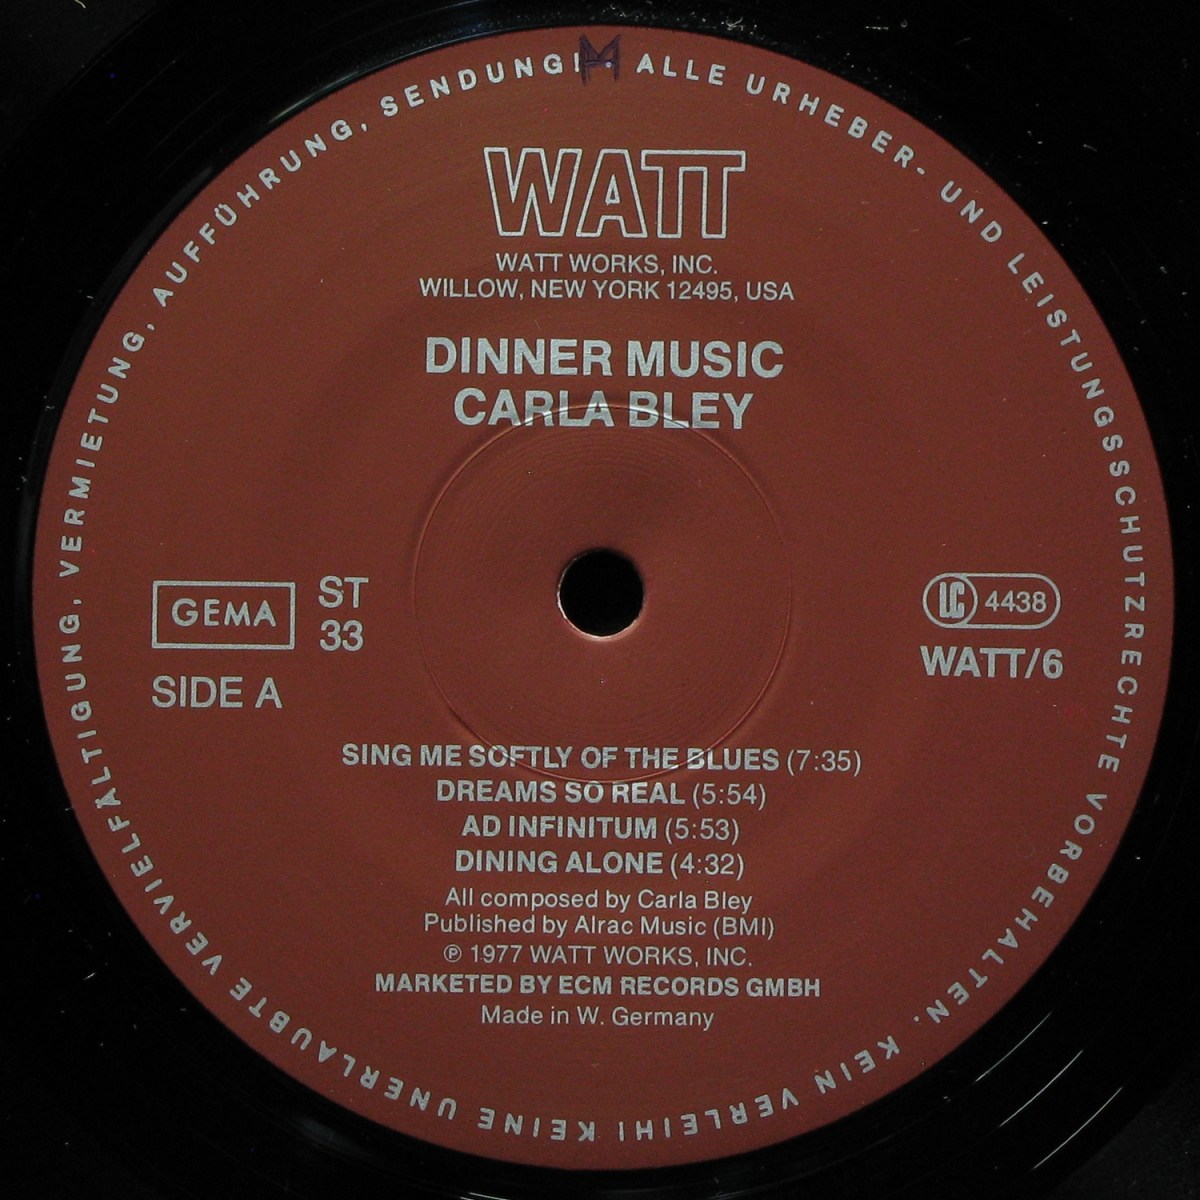 ALLE URHEBER- UND LEISTUNGSSCHUTZRECHTE VORBEHALTEN. KEIN VERLEIH! KEINE UNERLAUBTE VERVIELFÄLTIGUNG, VERMIETUNG, AUFFÜHRUNG, SENDUNG!
M
WATT
WATT WORKS, INC.
WILLOW, NEW YORK 12495, USA
DINNER MUSIC
CARLA BLEY
GEMA
ST
33
SIDE A
LC 4438
WATT/6
SING ME SOFTLY OF THE BLUES (7:35)
DREAMS SO REAL (5:54)
AD INFINITUM (5:53)
DINING ALONE (4:32)
All composed by Carla Bley
Published by Alrac Music (BMI)
℗ 1977 WATT WORKS, INC.
MARKETED BY ECM RECORDS GMBH
Made in W. Germany